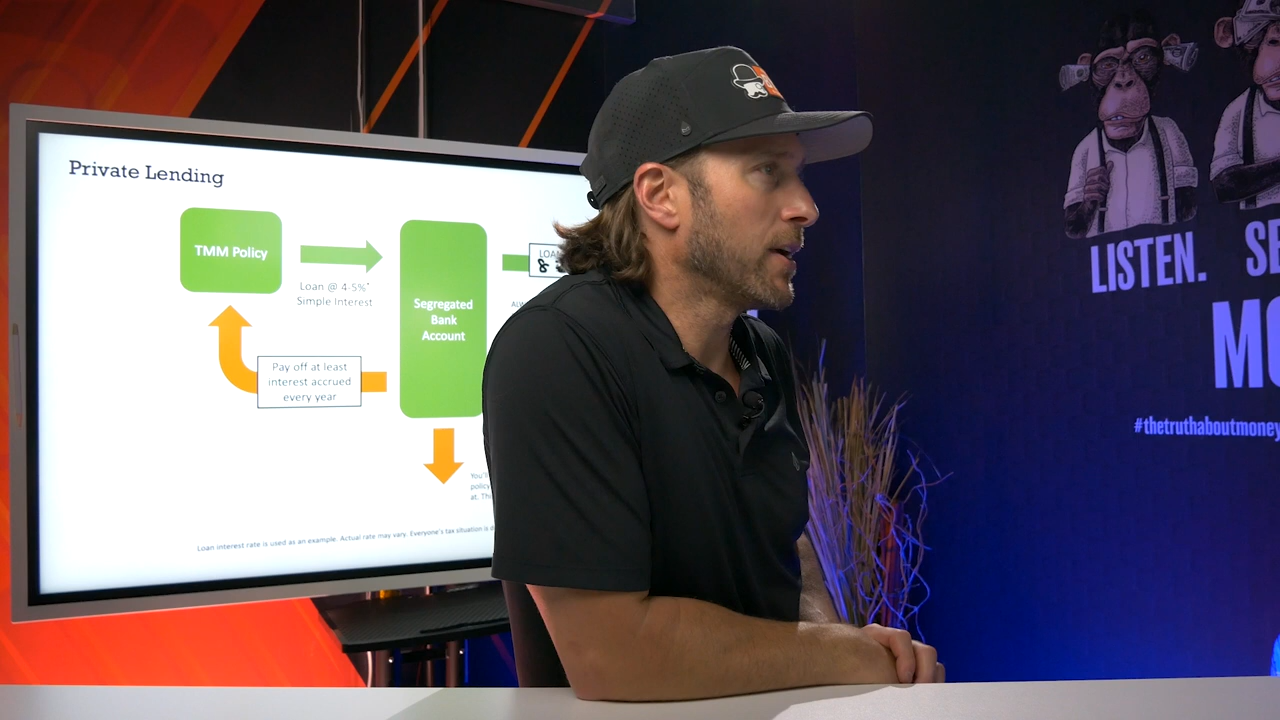 Private Lending
TMM Policy
Loan @ 4-5%*
Simple Interest
Segregated
Bank
Account
Pay off at least
interest accrued
every year
policy
at.
Loan interest rate is used as an example. Actual rate may vary. Everyone's tax situation is
LISTEN.
#thetruthaboutmoney